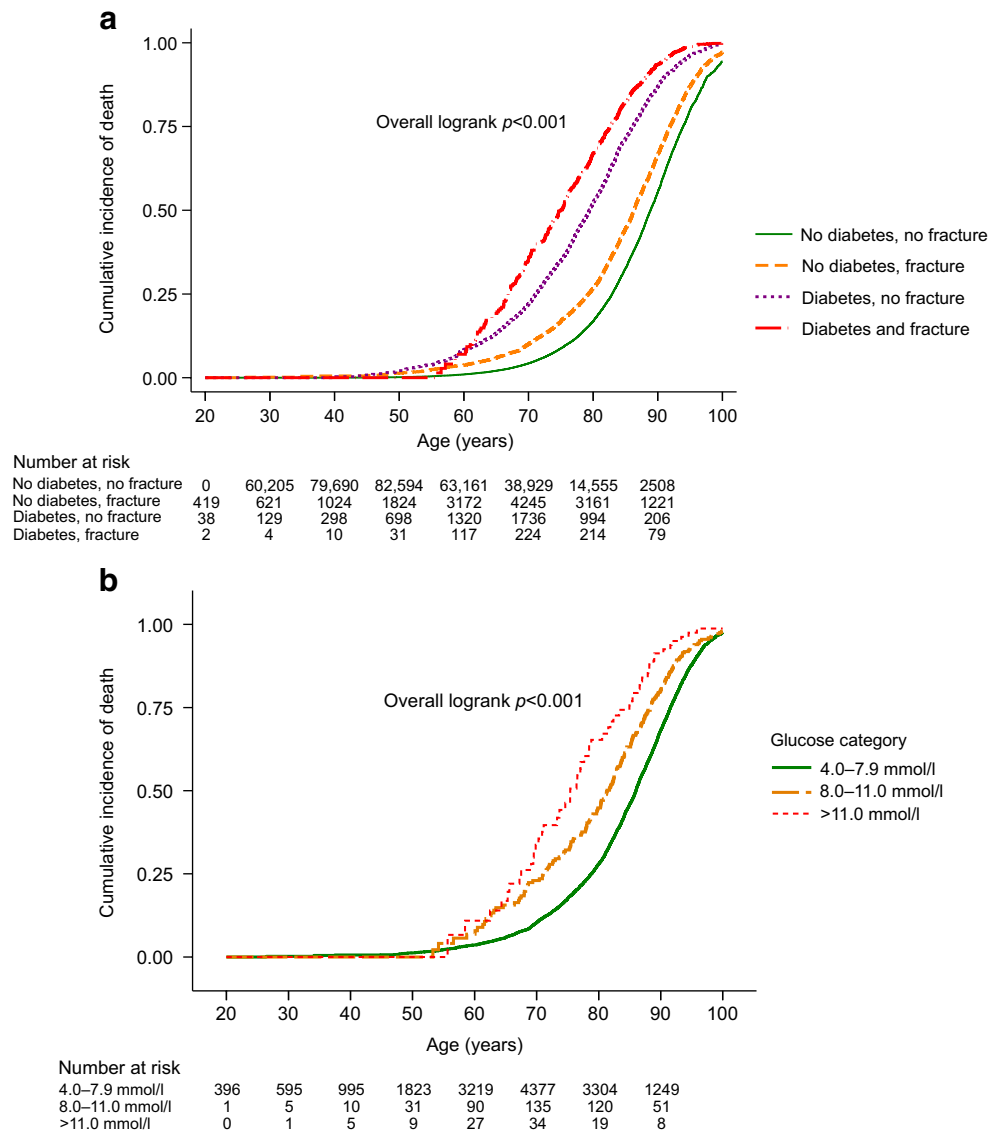 a
1.00
0.75
0.50
0.25
0.00
Cumulative incidence of death
Overall logrank p<0.001
No diabetes, no fracture
No diabetes, fracture
Diabetes, no fracture
Diabetes and fracture
20 30 40 50 60 70 80 90 100
Age (years)
Number at risk
No diabetes, no fracture 0 60,205 79,690 82,594 63,161 38,929 14,555 2508
No diabetes, fracture 419 621 1024 1824 3172 4245 3161 1221
Diabetes, no fracture 38 129 298 698 1320 1736 994 206
Diabetes, fracture 2 4 10 31 117 224 214 79
b
1.00
0.75
0.50
0.25
0.00
Cumulative incidence of death
Overall logrank p<0.001
Glucose category
4.0–7.9 mmol/l
8.0–11.0 mmol/l
>11.0 mmol/l
20 30 40 50 60 70 80 90 100
Age (years)
Number at risk
4.0–7.9 mmol/l 396 595 995 1823 3219 4377 3304 1249
8.0–11.0 mmol/l 1 5 10 31 90 135 120 51
>11.0 mmol/l 0 1 5 9 27 34 19 8